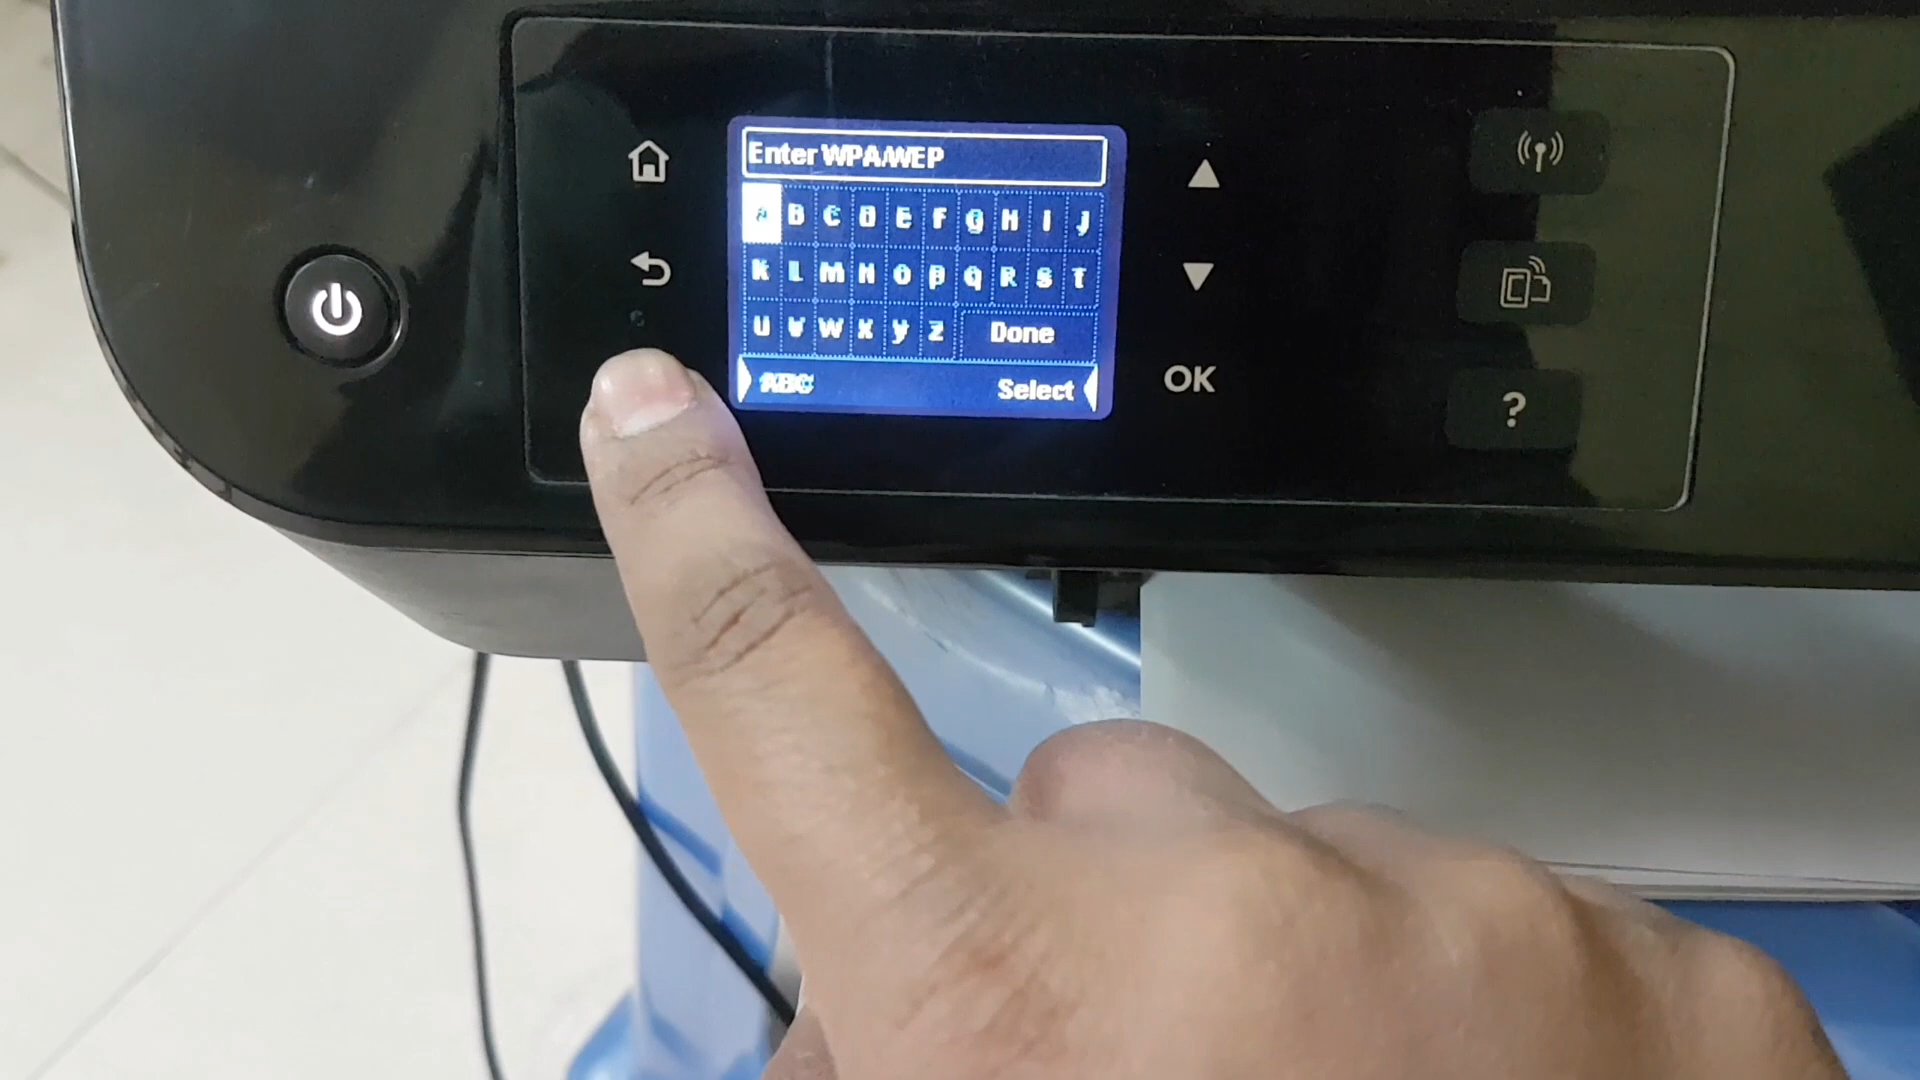 Enter WPA/WEP
a B C D E F g H I J
K L M N o p q R s t
U V W X y Z Done
ABC Select
OK
?